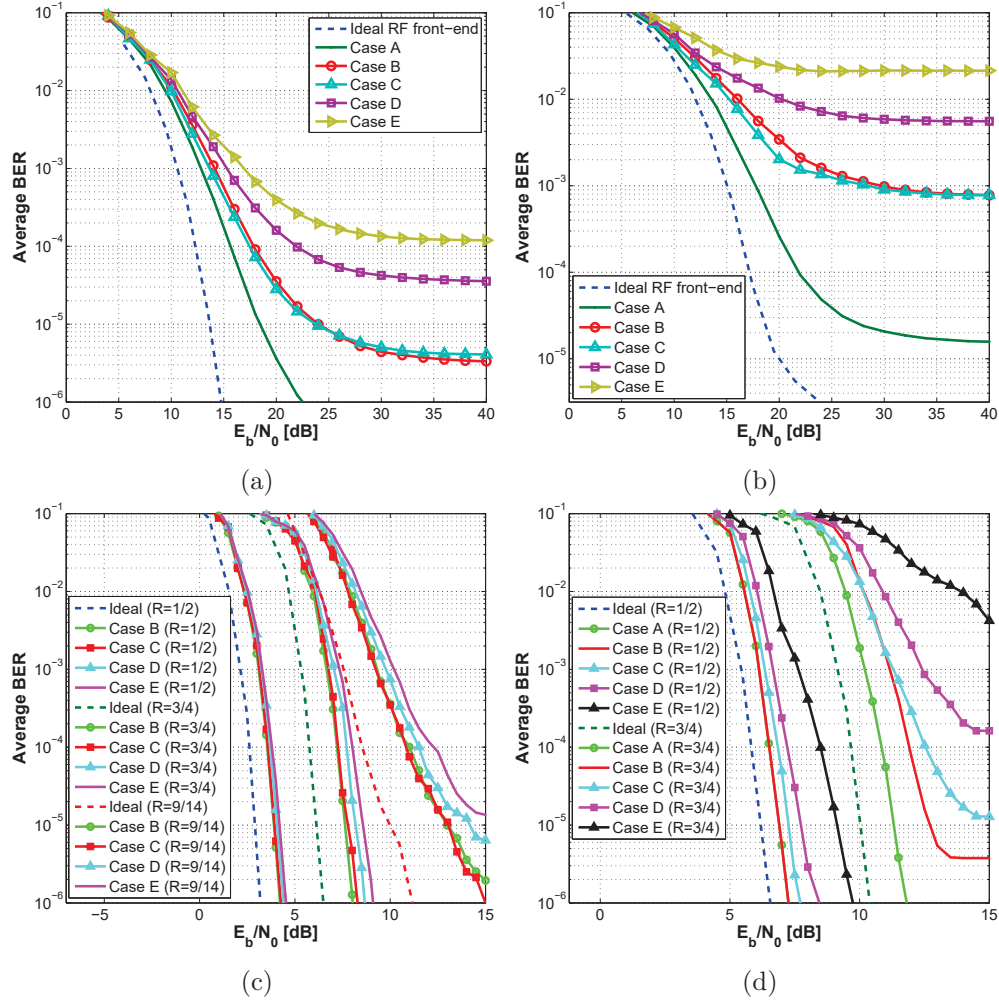 10^-1
10^-2
10^-3
10^-4
10^-5
10^-6
Average BER
0 5 10 15 20 25 30 35 40
E_b/N_0 [dB]
Ideal RF front−end
Case A
Case B
Case C
Case D
Case E
(a)
10^-1
10^-2
10^-3
10^-4
10^-5
Average BER
0 5 10 15 20 25 30 35 40
E_b/N_0 [dB]
Ideal RF front−end
Case A
Case B
Case C
Case D
Case E
(b)
10^-1
10^-2
10^-3
10^-4
10^-5
10^-6
Average BER
−5 0 5 10 15
E_b/N_0 [dB]
Ideal (R=1/2)
Case B (R=1/2)
Case C (R=1/2)
Case D (R=1/2)
Case E (R=1/2)
Ideal (R=3/4)
Case B (R=3/4)
Case C (R=3/4)
Case D (R=3/4)
Case E (R=3/4)
Ideal (R=9/14)
Case B (R=9/14)
Case C (R=9/14)
Case D (R=9/14)
Case E (R=9/14)
(c)
10^-1
10^-2
10^-3
10^-4
10^-5
10^-6
Average BER
0 5 10 15
E_b/N_0 [dB]
Ideal (R=1/2)
Case A (R=1/2)
Case B (R=1/2)
Case C (R=1/2)
Case D (R=1/2)
Case E (R=1/2)
Ideal (R=3/4)
Case A (R=3/4)
Case B (R=3/4)
Case C (R=3/4)
Case D (R=3/4)
Case E (R=3/4)
(d)